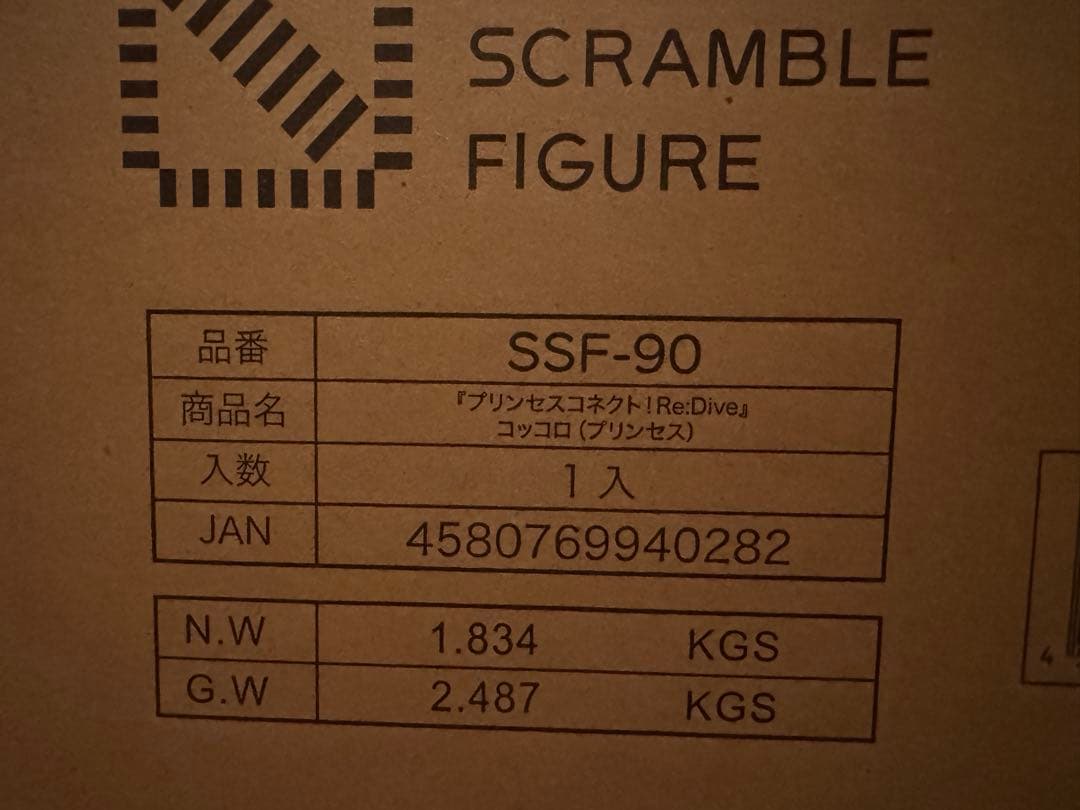 SCRAMBLE
FIGURE
品番 SSF-90
商品名 『プリンセスコネクト!Re:Dive』
コッコロ(プリンセス)
入数 1入
JAN 4580769940282
N.W 1.834 KGS
G.W 2.487 KGS
4